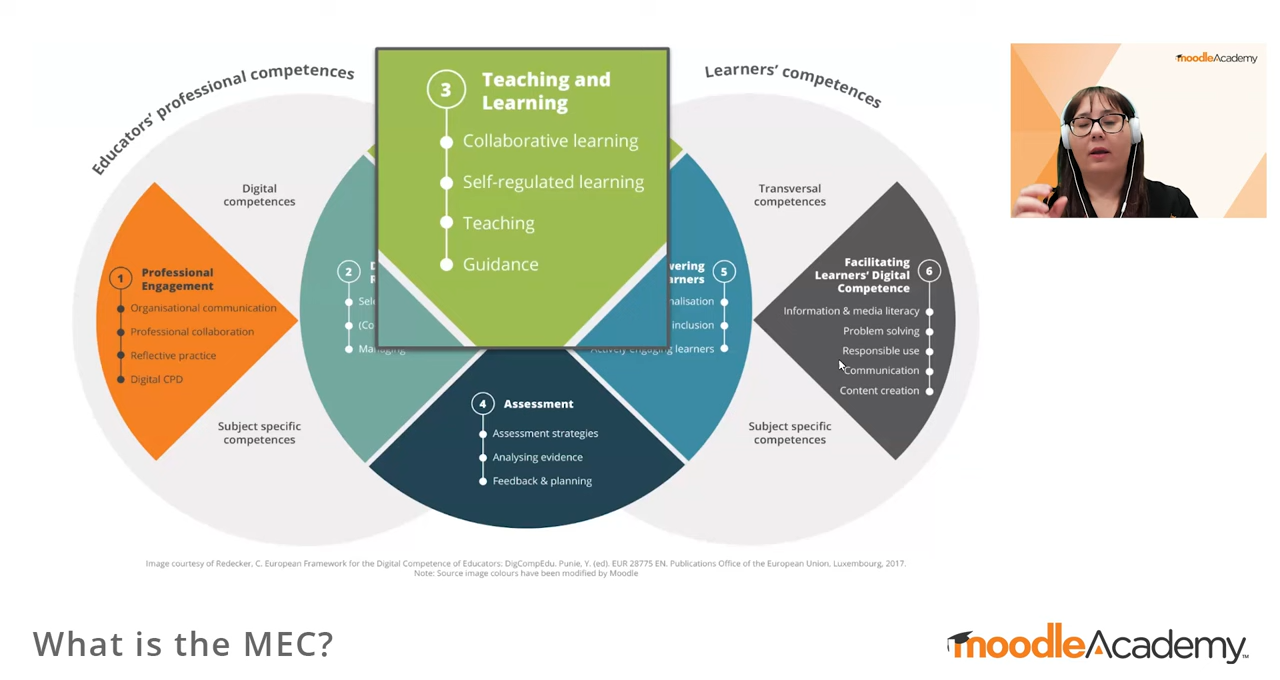 Educators' professional competences
Learners' competences
moodleAcademy
3
Teaching and
Learning
Collaborative learning
Self-regulated learning
Teaching
Guidance
Digital
competences
Transversal
competences
1
Professional
Engagement
Organisational communication
Professional collaboration
Reflective practice
Digital CPD
2
Managing
5
inclusion
Actively engaging learners
Facilitating
Learners' Digital
Competence
6
Information & media literacy
Problem solving
Responsible use
Communication
Content creation
4
Assessment
Assessment strategies
Analysing evidence
Feedback & planning
Subject specific
competences
Subject specific
competences
Image courtesy of Redecker, C. European Framework for the Digital Competence of Educators: DigCompEdu. Punie, Y. (ed). EUR 28775 EN. Publications Office of the European Union, Luxembourg, 2017.
Note: Source image colours have been modified by Moodle
What is the MEC?
moodleAcademy™